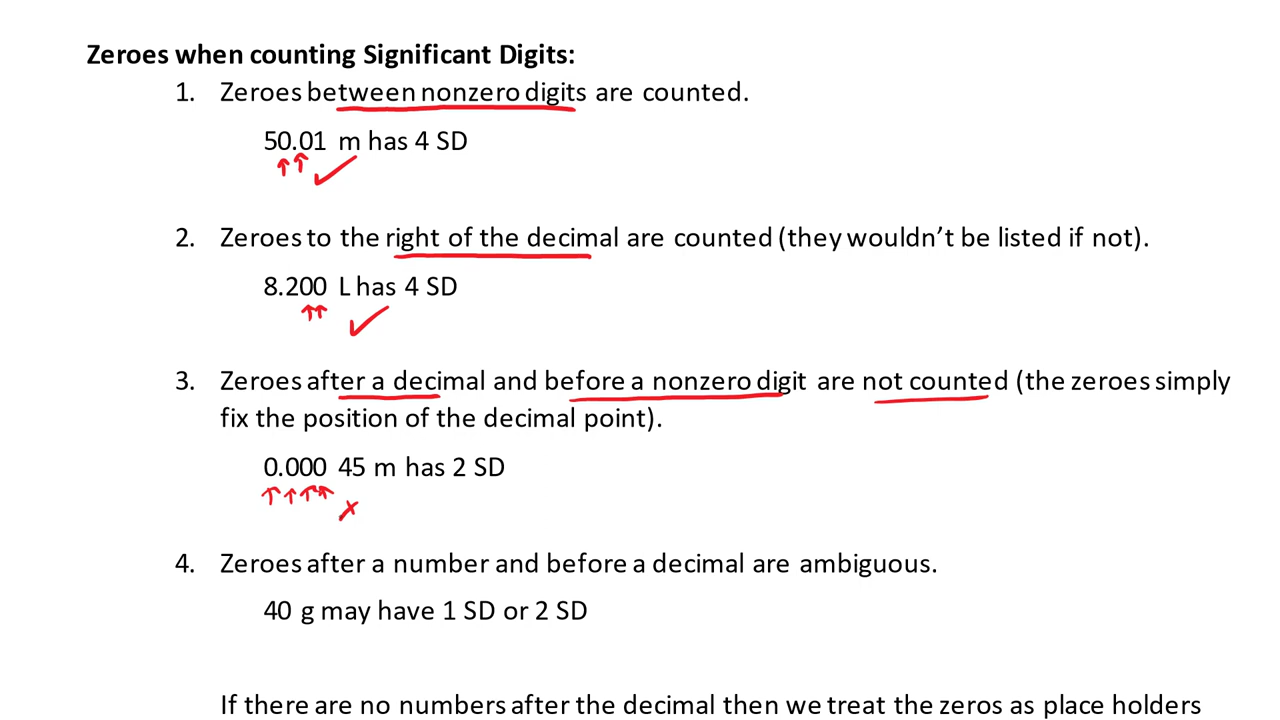 Zeroes when counting Significant Digits:
1. Zeroes between nonzero digits are counted.
50.01 m has 4 SD
2. Zeroes to the right of the decimal are counted (they wouldn't be listed if not).
8.200 L has 4 SD
3. Zeroes after a decimal and before a nonzero digit are not counted (the zeroes simply
fix the position of the decimal point).
0.000 45 m has 2 SD
4. Zeroes after a number and before a decimal are ambiguous.
40 g may have 1 SD or 2 SD
If there are no numbers after the decimal then we treat the zeros as place holders